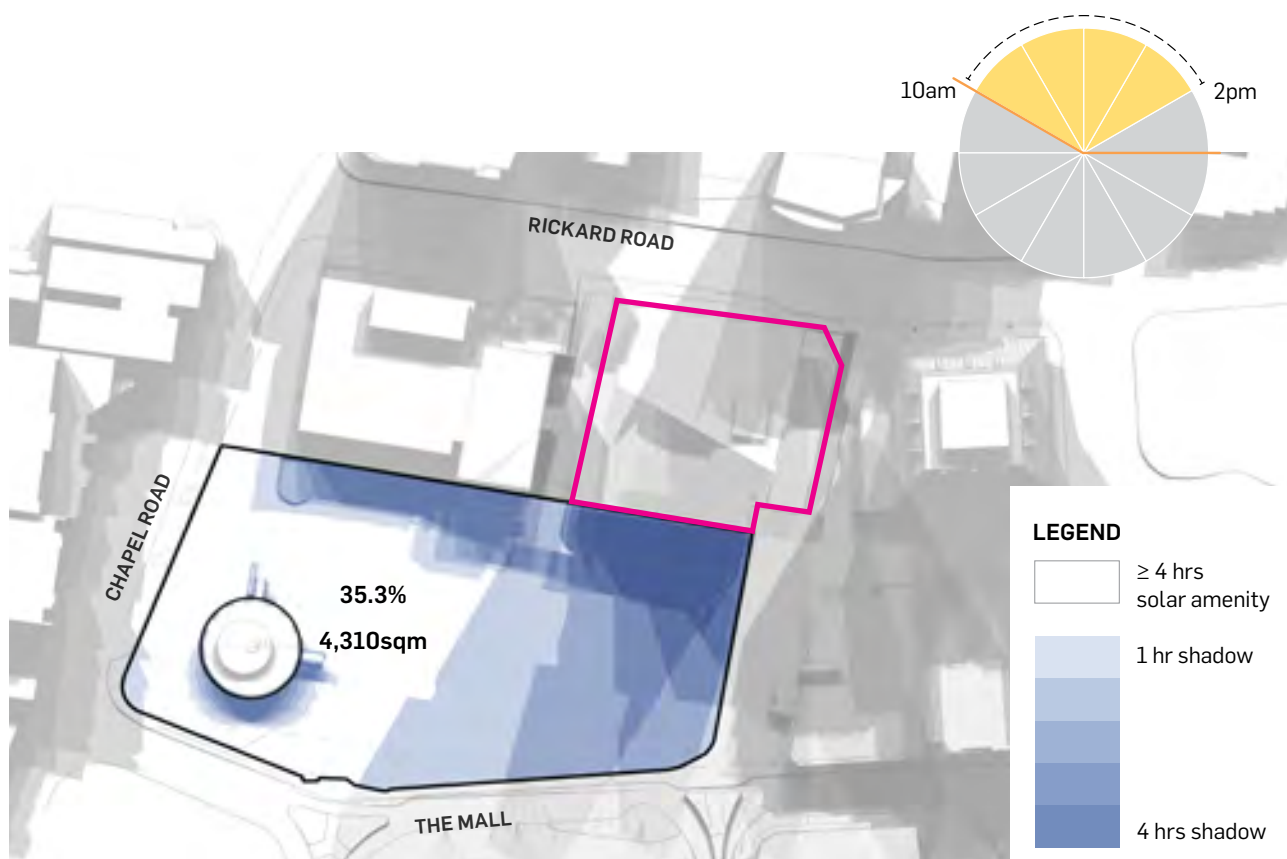 10am
2pm
RICKARD ROAD
CHAPEL ROAD
35.3%
4,310sqm
THE MALL
LEGEND
≥ 4 hrs
solar amenity
1 hr shadow
4 hrs shadow